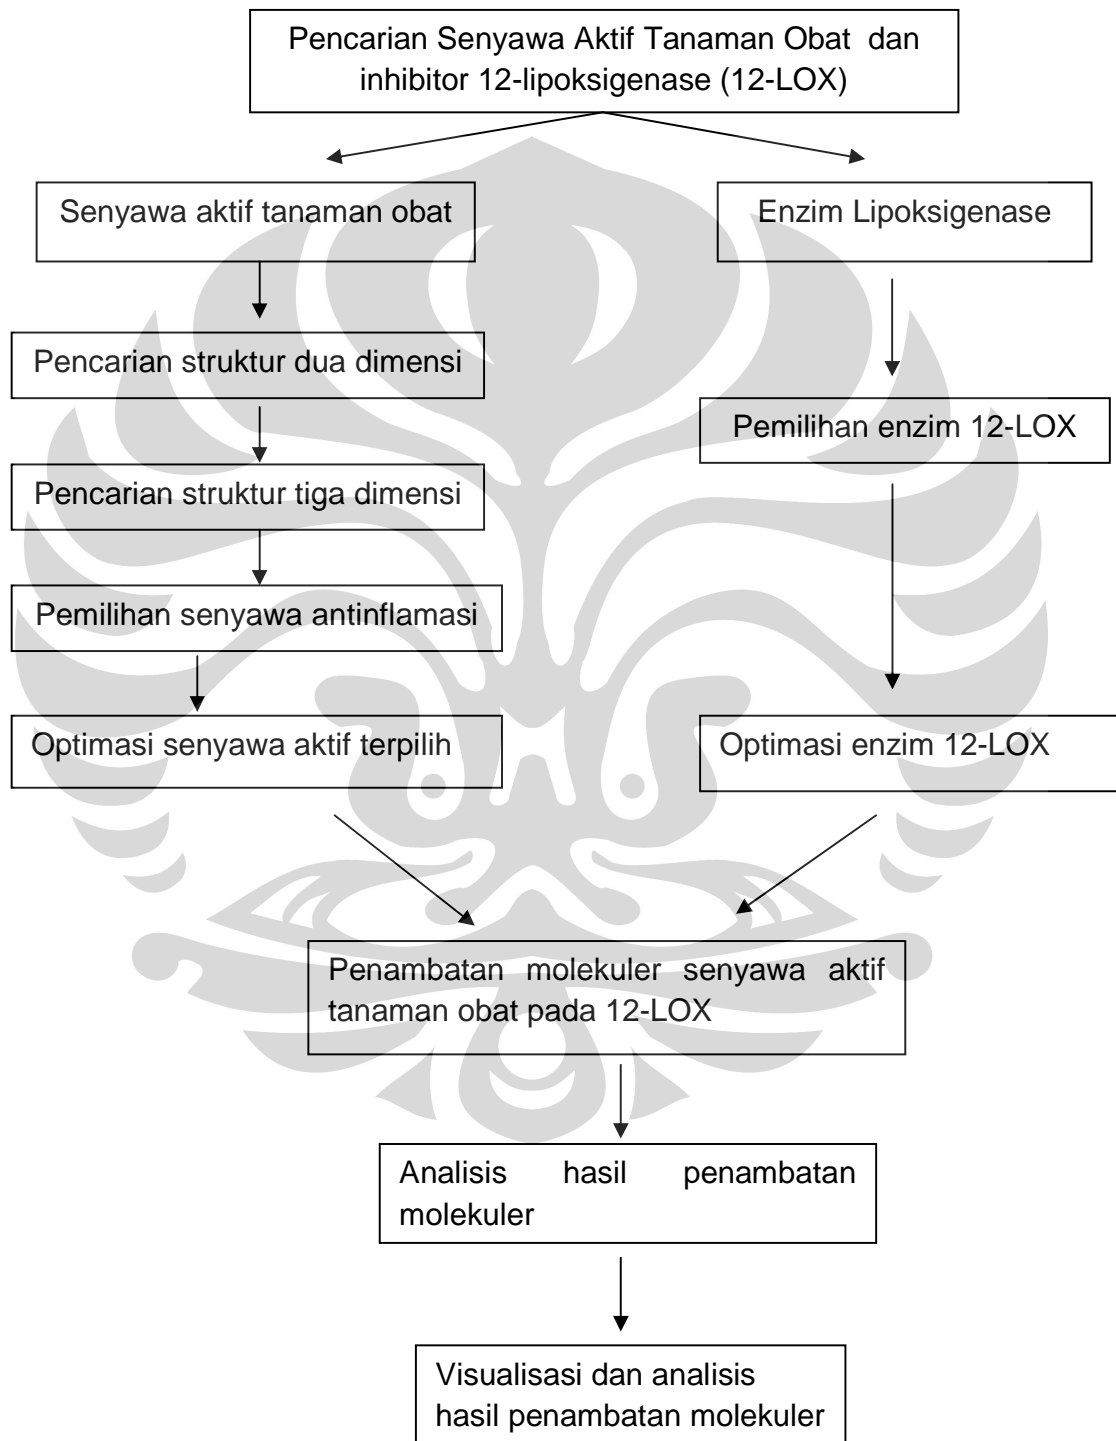 Pencarian Senyawa Aktif Tanaman Obat dan
inhibitor 12-lipoksigenase (12-LOX)
Senyawa aktif tanaman obat
Enzim Lipoksigenase
Pencarian struktur dua dimensi
Pemilihan enzim 12-LOX
Pencarian struktur tiga dimensi
Pemilihan senyawa antinflamasi
Optimasi senyawa aktif terpilih
Optimasi enzim 12-LOX
Penambatan molekuler senyawa aktif
tanaman obat pada 12-LOX
Analisis hasil penambatan
molekuler
Visualisasi dan analisis
hasil penambatan molekuler